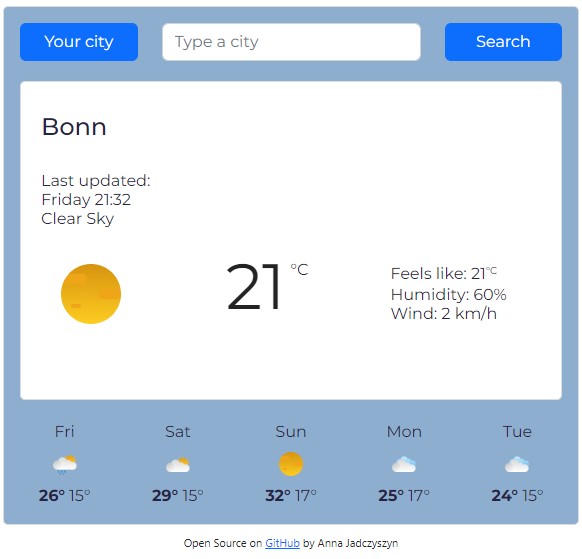 Your city Type a city Search
Bonn
Last updated:
Friday 21:32
Clear Sky
21 °C
Feels like: 21°C
Humidity: 60%
Wind: 2 km/h
Fri Sat Sun Mon Tue
26° 15° 29° 15° 32° 17° 25° 17° 24° 15°
Open Source on GitHub by Anna Jadczyszyn